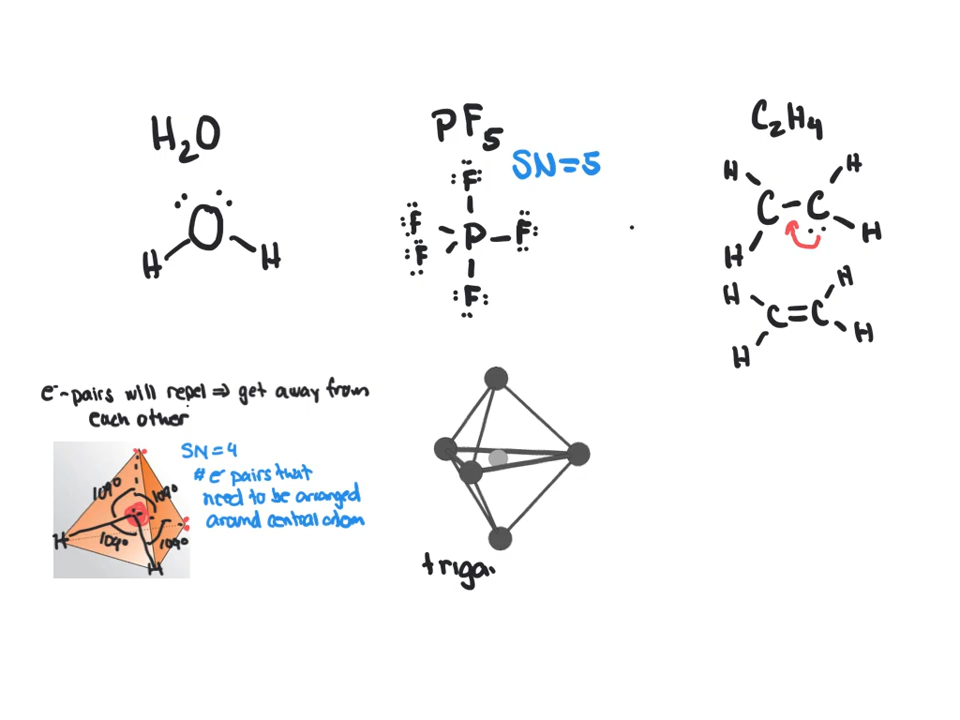 H₂O
O
H H
PF₅
SN=5
F
F
F
P F
F
C₂H₄
H H
C-C
H H
H H
C=C
H H
e⁻-pairs will repel ⇒ get away from
each other
SN=4
# e⁻ pairs that
need to be arranged
around central atom
109° 109°
109° 109°
H
H
triga